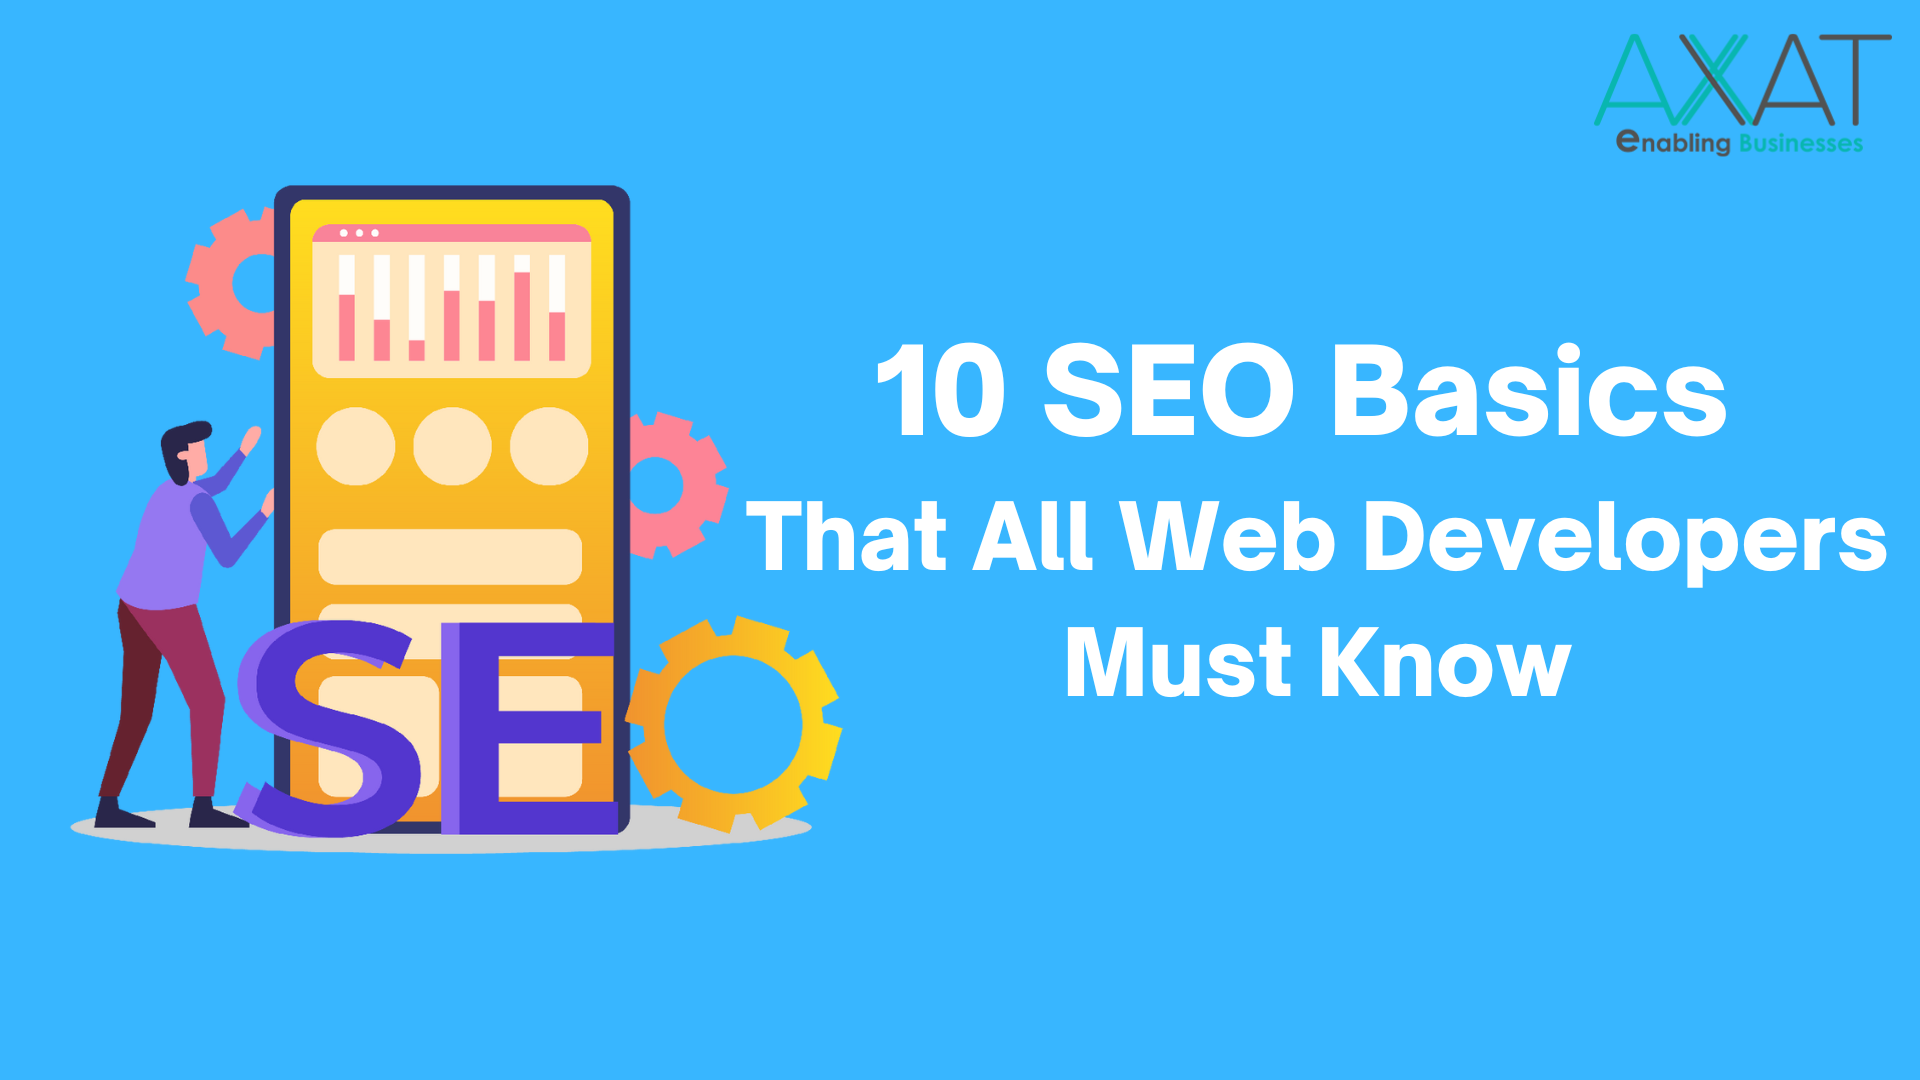 AXAT
enabling Businesses
10 SEO Basics
That All Web Developers
Must Know
SE